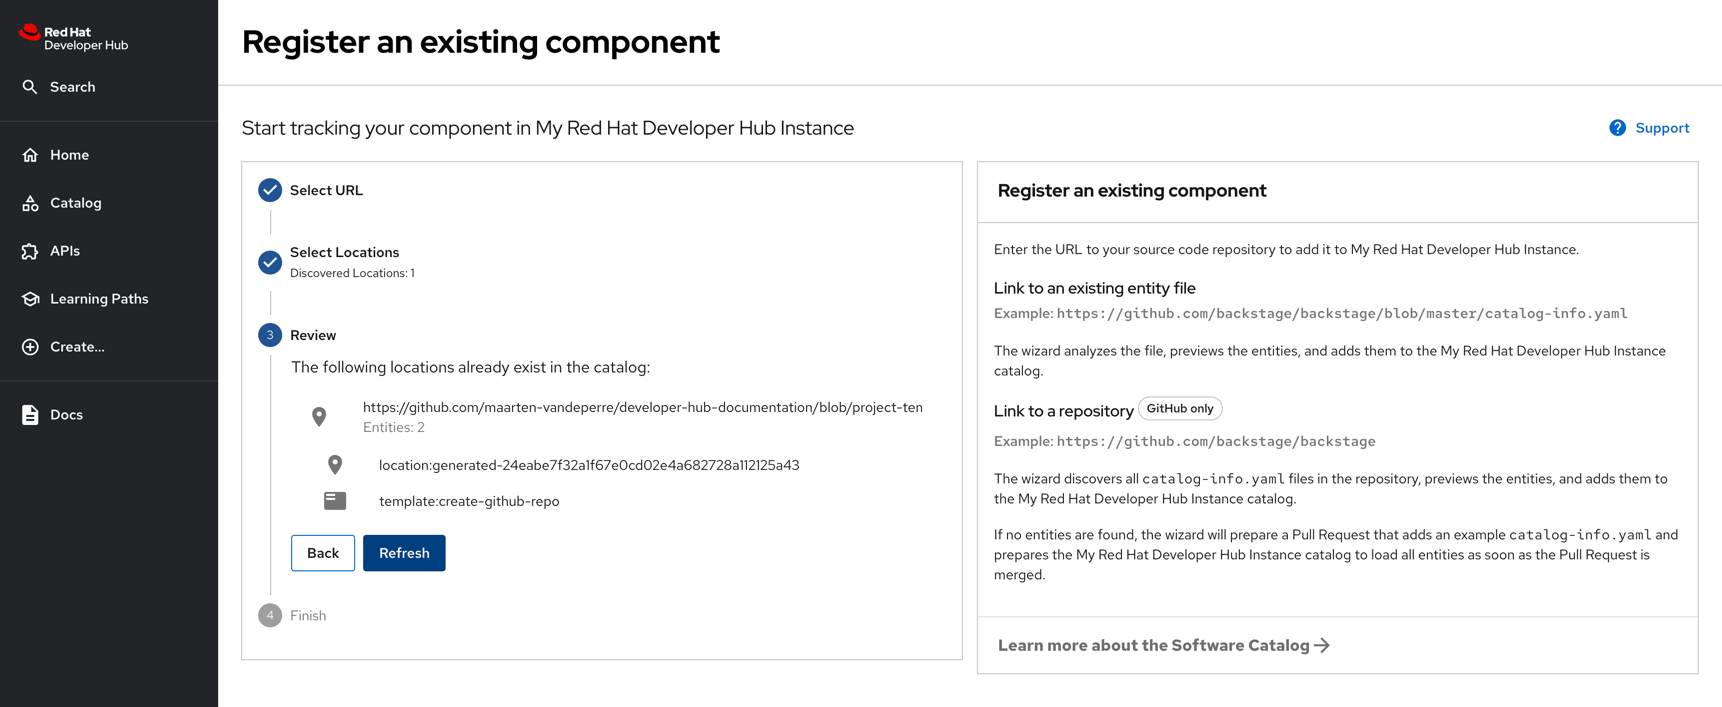 Red Hat
Developer Hub
Search
Home
Catalog
APIs
Learning Paths
Create...
Docs
Register an existing component
Start tracking your component in My Red Hat Developer Hub Instance
Support
Select URL
Select Locations
Discovered Locations: 1
3
Review
The following locations already exist in the catalog:
https://github.com/maarten-vandeperre/developer-hub-documentation/blob/project-ten
Entities: 2
location:generated-24eabe7f32a1f67e0cd02e4a682728a112125a43
template:create-github-repo
Back
Refresh
4
Finish
Register an existing component
Enter the URL to your source code repository to add it to My Red Hat Developer Hub Instance.
Link to an existing entity file
Example: https://github.com/backstage/backstage/blob/master/catalog-info.yaml
The wizard analyzes the file, previews the entities, and adds them to the My Red Hat Developer Hub Instance
catalog.
Link to a repository GitHub only
Example: https://github.com/backstage/backstage
The wizard discovers all catalog-info.yaml files in the repository, previews the entities, and adds them to
the My Red Hat Developer Hub Instance catalog.
If no entities are found, the wizard will prepare a Pull Request that adds an example catalog-info.yaml and
prepares the My Red Hat Developer Hub Instance catalog to load all entities as soon as the Pull Request is
merged.
Learn more about the Software Catalog